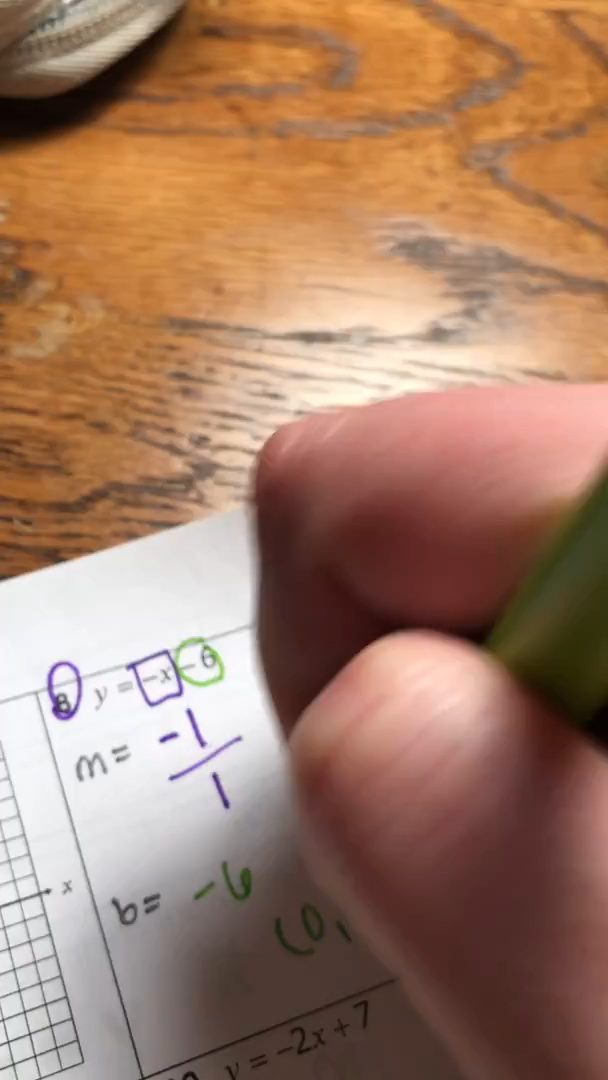 8 y = -x - 6
m = -1/1
b = -6
(0,
x
y = -2x + 7